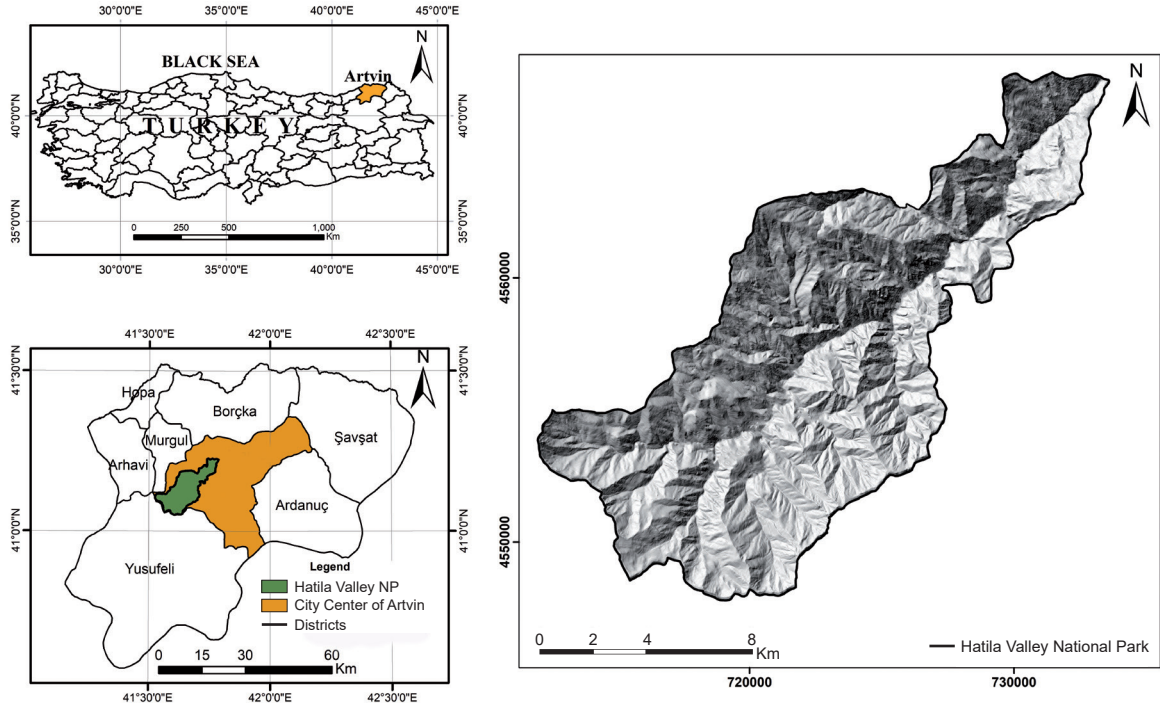 30°0'0"E 35°0'0"E 40°0'0"E 45°0'0"E
N
BLACK SEA
Artvin
40°0'0"N
40°0'0"N
TURKEY
35°0'0"N
35°0'0"N
0 250 500 1,000
Km
30°0'0"E 35°0'0"E 40°0'0"E 45°0'0"E
41°30'0"E 42°0'0"E 42°30'0"E
N
41°30'0"N
41°30'0"N
Hopa
Borçka
Murgul
Şavşat
Arhavi
Ardanuç
41°0'0"N
41°0'0"N
Yusufeli
Legend
Hatila Valley NP
City Center of Artvin
Districts
0 15 30 60
Km
41°30'0"E 42°0'0"E 42°30'0"E
N
4560000
4550000
0 2 4 8
Km
Hatila Valley National Park
720000 730000